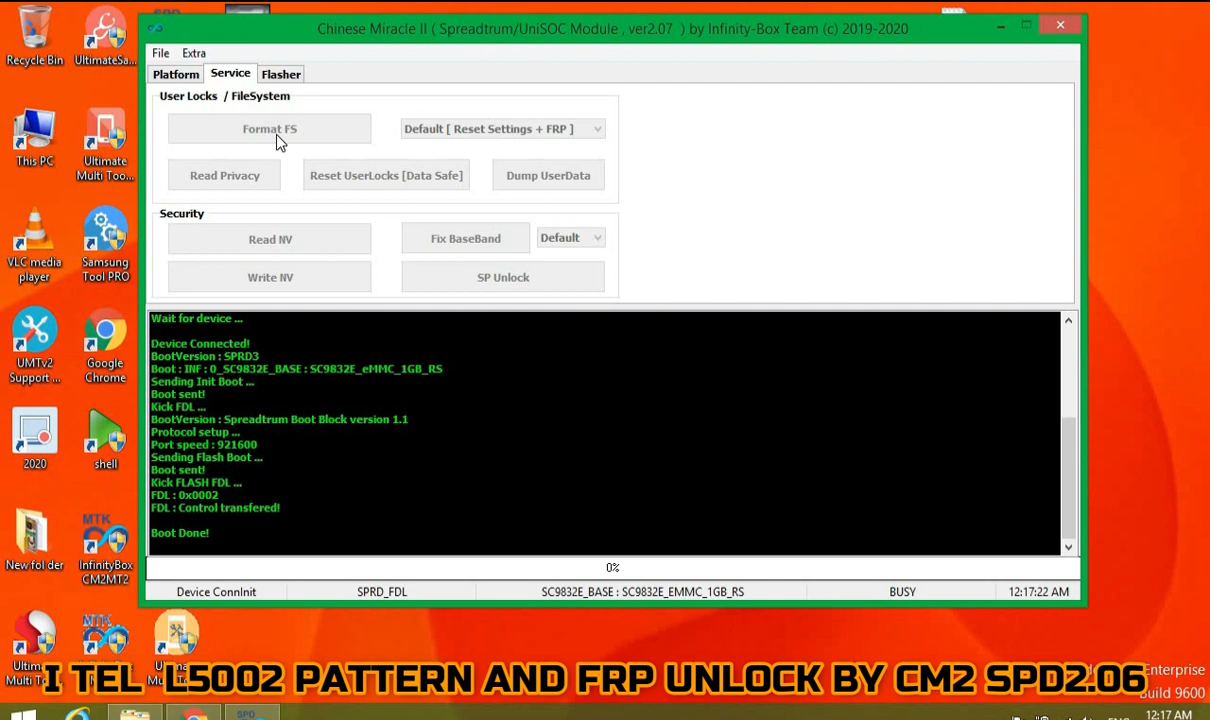 Chinese Miracle II ( Spreadtrum/UniSOC Module , ver2.07 ) by Infinity-Box Team (c) 2019-2020
File Extra
Platform Service Flasher
User Locks / FileSystem
Format FS
Default [ Reset Settings + FRP ]
Read Privacy
Reset UserLocks [Data Safe]
Dump UserData
Security
Read NV
Fix BaseBand
Default
Write NV
SP Unlock
Wait for device ...
Device Connected!
BootVersion : SPRD3
Boot : INF : 0_SC9832E_BASE : SC9832E_eMMC_1GB_RS
Sending Init Boot ...
Boot sent!
Kick FDL ...
BootVersion : Spreadtrum Boot Block version 1.1
Protocol setup ...
Port speed : 921600
Sending Flash Boot ...
Boot sent!
Kick FLASH FDL ...
FDL : 0x0002
FDL : Control transfered!
Boot Done!
0%
Device ConnInit
SPRD_FDL
SC9832E_BASE : SC9832E_EMMC_1GB_RS
BUSY
12:17:22 AM
Recycle Bin
UltimateSa...
This PC
Ultimate
Multi Too...
VLC media
player
Samsung
Tool PRO
UMTv2
Support ...
Google
Chrome
2020
shell
New folder
MTK
InfinityBox
CM2MT2
MTK
I TEL L5002 PATTERN AND FRP UNLOCK BY CM2 SPD2.06
Enterprise
Build 9600
12:17 AM